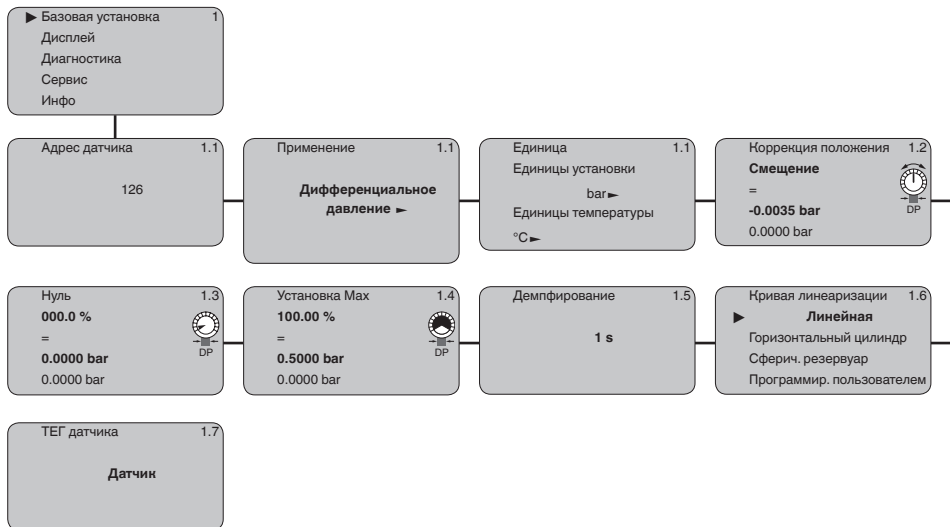 ▶ Базовая установка 1
Дисплей
Диагностика
Сервис
Инфо
Адрес датчика 1.1
126
Применение 1.1
Дифференциальное
давление ►
Единица 1.1
Единицы установки
bar►
Единицы температуры
°C►
Коррекция положения 1.2
Смещение
=
-0.0035 bar
0.0000 bar
DP
Нуль 1.3
000.0 %
=
0.0000 bar
0.0000 bar
DP
Установка Max 1.4
100.00 %
=
0.5000 bar
0.0000 bar
DP
Демпфирование 1.5
1 s
Кривая линеаризации 1.6
▶ Линейная
Горизонтальный цилиндр
Сферич. резервуар
Программир. пользователем
ТЕГ датчика 1.7
Датчик